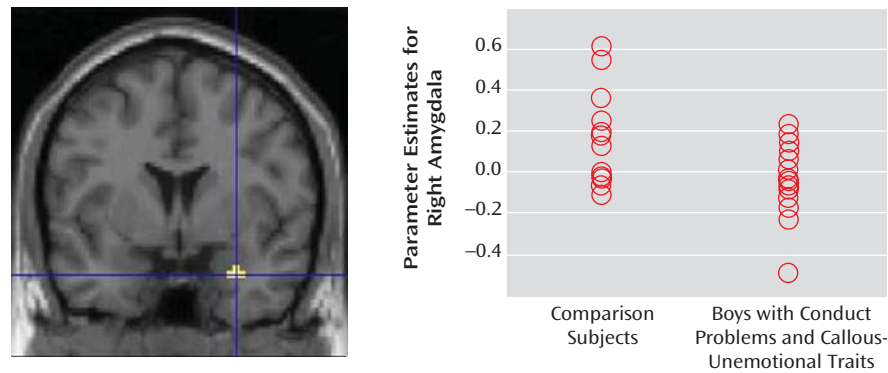 Parameter Estimates for
Right Amygdala
0.6
0.4
0.2
0.0
–0.2
–0.4
Comparison
Subjects
Boys with Conduct
Problems and Callous-
Unemotional Traits